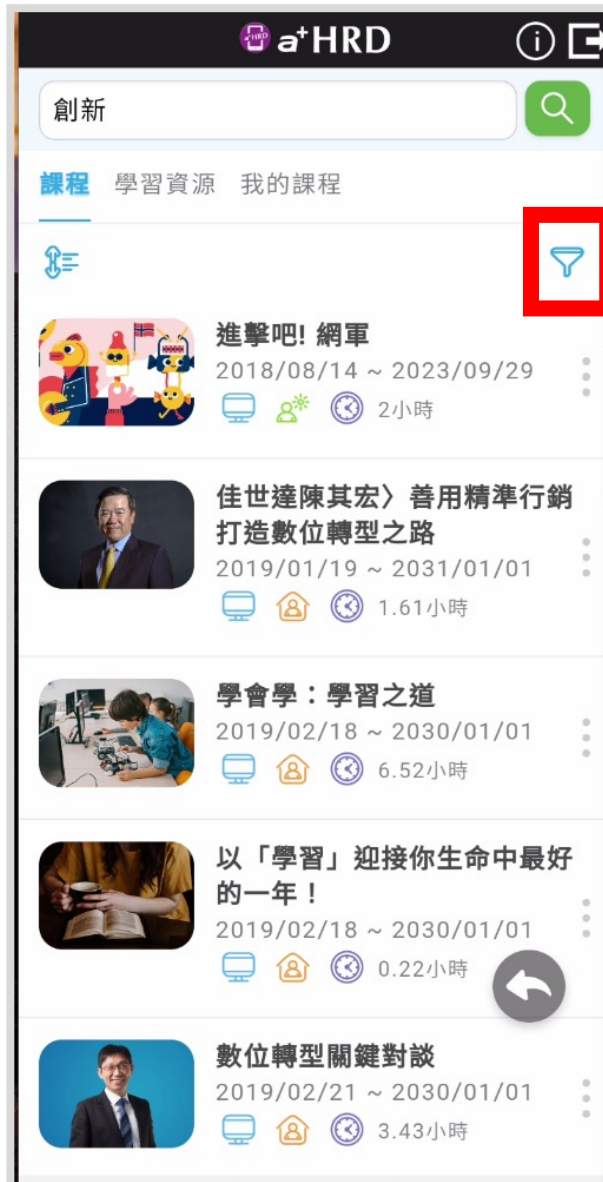 a+HRD
創新
課程 學習資源 我的課程
進擊吧! 網軍
2018/08/14 ~ 2023/09/29
2小時
佳世達陳其宏〉善用精準行銷
打造數位轉型之路
2019/01/19 ~ 2031/01/01
1.61小時
學會學：學習之道
2019/02/18 ~ 2030/01/01
6.52小時
以「學習」迎接你生命中最好
的一年！
2019/02/18 ~ 2030/01/01
0.22小時
數位轉型關鍵對談
2019/02/21 ~ 2030/01/01
3.43小時